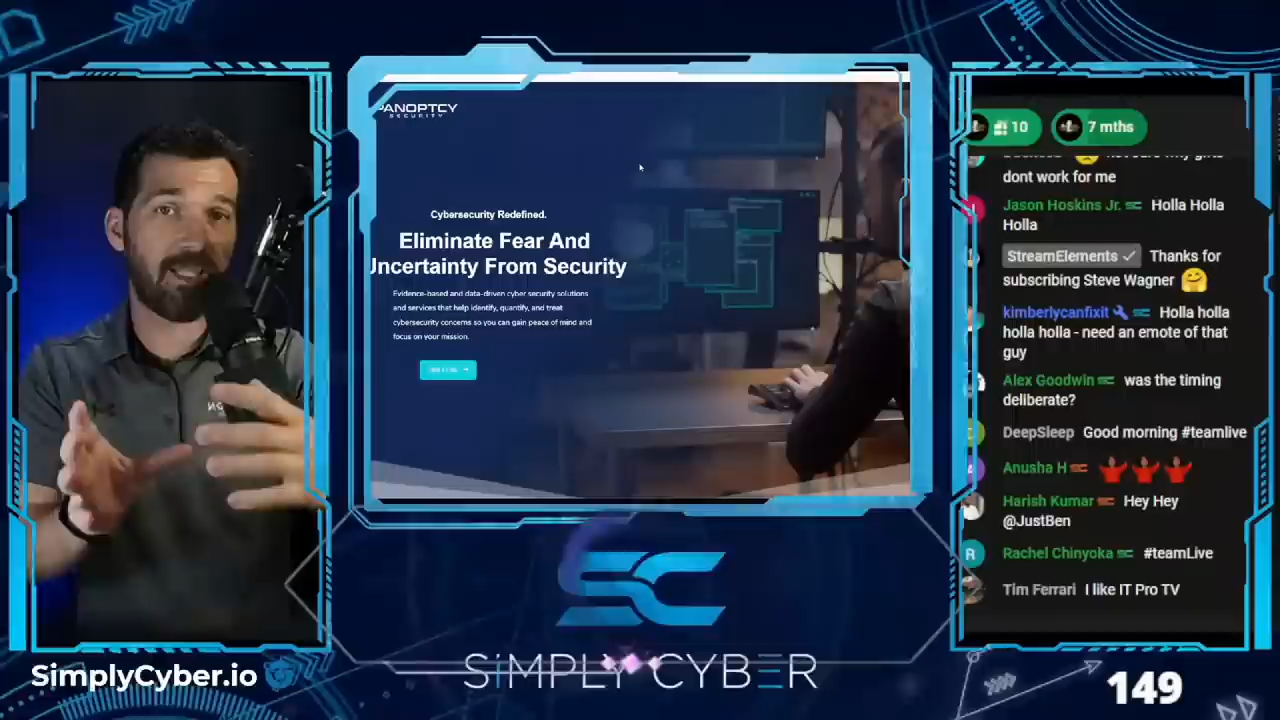 PANOPTCY
SECURITY
Cybersecurity Redefined.
Eliminate Fear And
Uncertainty From Security
Evidence-based and data-driven cyber security solutions
and services that help identify, quantify, and treat
cybersecurity concerns so you can gain peace of mind and
focus on your mission.
10
7 mths
dont work for me
Jason Hoskins Jr. Holla Holla
Holla
StreamElements Thanks for
subscribing Steve Wagner
kimberlycanfixit Holla holla
holla holla - need an emote of that
guy
Alex Goodwin was the timing
deliberate?
DeepSleep Good morning #teamlive
Anusha H
Harish Kumar Hey Hey
@JustBen
R Rachel Chinyoka #teamLive
Tim Ferrari I like IT Pro TV
SC
SIMPLY CYBER
SimplyCyber.io
149